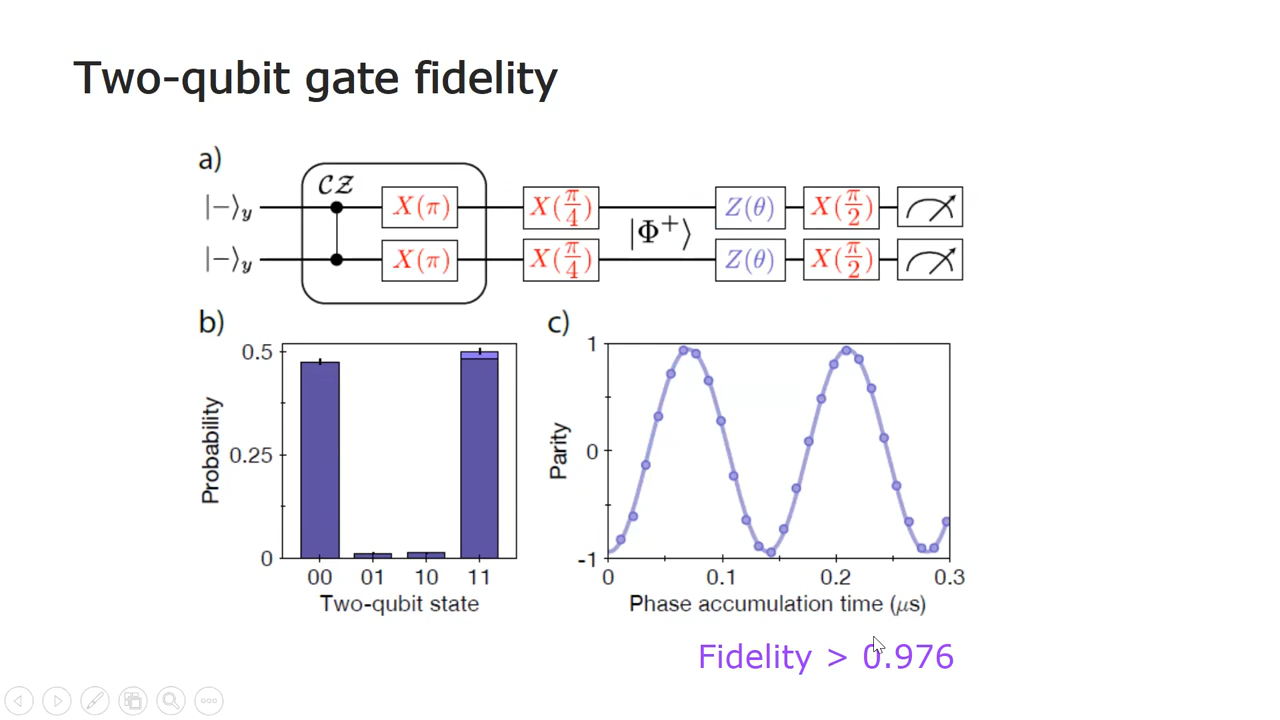 Two-qubit gate fidelity
a)
CZ
|−⟩y X(π) X(π/4) Z(θ) X(π/2)
|Φ+⟩
|−⟩y X(π) X(π/4) Z(θ) X(π/2)
b)
0.5
0.25
0
Probability
00 01 10 11
Two-qubit state
c)
1
0
-1
Parity
0 0.1 0.2 0.3
Phase accumulation time (μs)
Fidelity > 0.976